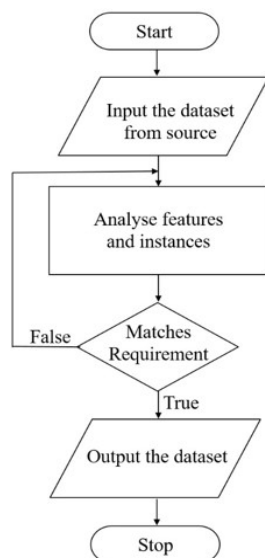 Start
Input the dataset
from source
Analyse features
and instances
False
Matches
Requirement
True
Output the dataset
Stop